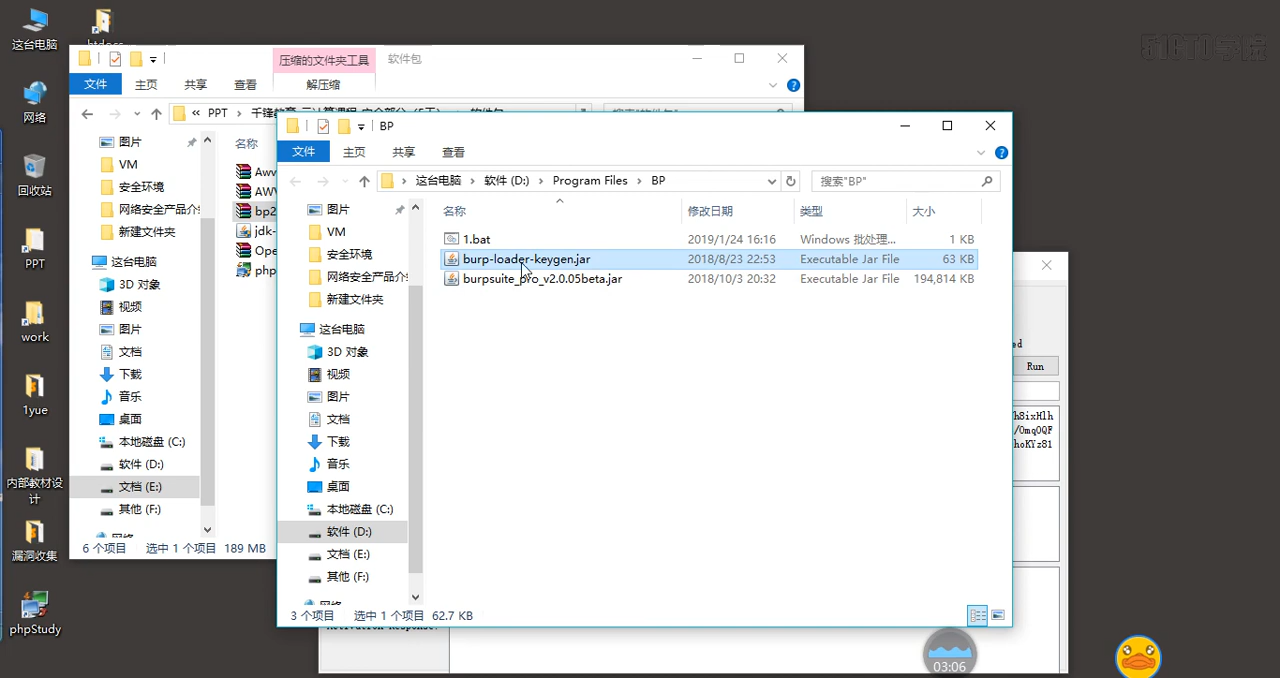 51CTO学院
这台电脑
网络
回收站
PPT
work
1yue
内部教材设
计
漏洞收集
phpStudy
压缩的文件夹工具
软件包
文件
主页
共享
查看
解压缩
PPT
名称
图片
VM
安全环境
网络安全产品介
新建文件夹
这台电脑
3D 对象
视频
图片
文档
下载
音乐
桌面
本地磁盘 (C:)
软件 (D:)
文档 (E:)
其他 (F:)
bp2
jdk-
Ope
php
6 个项目
选中 1 个项目 189 MB
BP
文件
主页
共享
查看
这台电脑
软件 (D:)
Program Files
BP
搜索"BP"
名称
修改日期
类型
大小
1.bat
2019/1/24 16:16
Windows 批处理...
1 KB
burp-loader-keygen.jar
2018/8/23 22:53
Executable Jar File
63 KB
burpsuite_pro_v2.0.05beta.jar
2018/10/3 20:32
Executable Jar File
194,814 KB
图片
VM
安全环境
网络安全产品介
新建文件夹
这台电脑
3D 对象
视频
图片
文档
下载
音乐
桌面
本地磁盘 (C:)
软件 (D:)
文档 (E:)
其他 (F:)
3 个项目
选中 1 个项目 62.7 KB
ed
Run
03:06